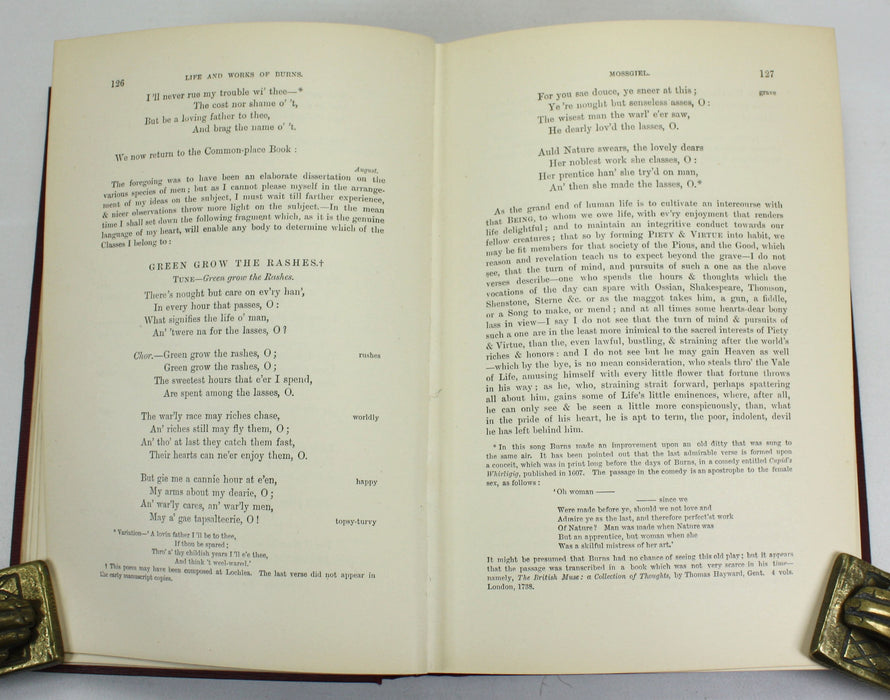 126
LIFE AND WORKS OF BURNS.
I'll never rue my trouble wi' thee—*
The cost nor shame o' 't,
But be a loving father to thee,
And brag the name o' 't.
We now return to the Common-place Book :
August.
The foregoing was to have been an elaborate dissertation on the
various species of men; but as I cannot please myself in the arrange-
ment of my ideas on the subject, I must wait till farther experience,
& nicer observations throw more light on the subject.—In the mean
time I shall set down the following fragment which, as it is the genuine
language of my heart, will enable any body to determine which of the
Classes I belong to :
GREEN GROW THE RASHES.†
TUNE—Green grow the Rashes.
There's nought but care on ev'ry han',
In every hour that passes, O :
What signifies the life o' man,
An' 'twere na for the lasses, O ?
Chor.—Green grow the rashes, O ; rushes
Green grow the rashes, O ;
The sweetest hours that e'er I spend,
Are spent among the lasses, O.
The war'ly race may riches chase, worldly
An' riches still may fly them, O ;
An' tho' at last they catch them fast,
Their hearts can ne'er enjoy them, O.
But gie me a cannie hour at e'en, happy
My arms about my dearie, O ;
An' war'ly cares, an' war'ly men,
May a' gae tapsalteerie, O ! topsy-turvy
* Variation—'A lovin father I'll be to thee,
If thou be spared ;
Thro' a' thy childish years I'll e'e thee,
And think 't weel-wared.'
† This poem may have been composed at Lochlea. The last verse did not appear in
the early manuscript copies.
MOSSGIEL.
127
For you sae douce, ye sneer at this ; grave
Ye 're nought but senseless asses, O :
The wisest man the warl' e'er saw,
He dearly lov'd the lasses, O.
Auld Nature swears, the lovely dears
Her noblest work she classes, O :
Her prentice han' she try'd on man,
An' then she made the lasses, O.*
As the grand end of human life is to cultivate an intercourse with
that BEING, to whom we owe life, with ev'ry enjoyment that renders
life delightful; and to maintain an integritive conduct towards our
fellow creatures; that so by forming PIETY & VIRTUE into habit, we
may be fit members for that society of the Pious, and the Good, which
reason and revelation teach us to expect beyond the grave—I do not
see, that the turn of mind, and pursuits of such a one as the above
verses describe—one who spends the hours & thoughts which the
vocations of the day can spare with Ossian, Shakespeare, Thomson,
Shenstone, Sterne &c. or as the maggot takes him, a gun, a fiddle,
or a Song to make, or mend; and at all times some hearts-dear bony
lass in view—I say I do not see that the turn of mind & pursuits of
such a one are in the least more inimical to the sacred interests of Piety
& Virtue, than the, even lawful, bustling, & straining after the world's
riches & honors: and I do not see but he may gain Heaven as well
—which by the bye, is no mean consideration, who steals thro' the Vale
of Life, amusing himself with every little flower that fortune throws
in his way; as he, who, straining strait forward, perhaps spattering
all about him, gains some of Life's little eminences, where, after all,
he can only see & be seen a little more conspicuously, than, what
in the pride of his heart, he is apt to term, the poor, indolent, devil
he has left behind him.
* In this song Burns made an improvement upon an old ditty that was sung to
the same air. It has been pointed out that the last admirable verse is formed upon
a conceit, which was in print long before the days of Burns, in a comedy entitled Cupid's
Whirligig, published in 1607. The passage in the comedy is an apostrophe to the female
sex, as follows :
'Oh woman ——
—— since we
Were made before ye, should we not love and
Admire ye as the last, and therefore perfect'st work
Of Nature? Man was made when Nature was
But an apprentice, but woman when she
Was a skilful mistress of her art.'
It might be presumed that Burns had no chance of seeing this old play; but it appears
that the passage was transcribed in a book which was not very scarce in his time—
namely, The British Muse: a Collection of Thoughts, by Thomas Hayward, Gent. 4 vols.
London, 1738.